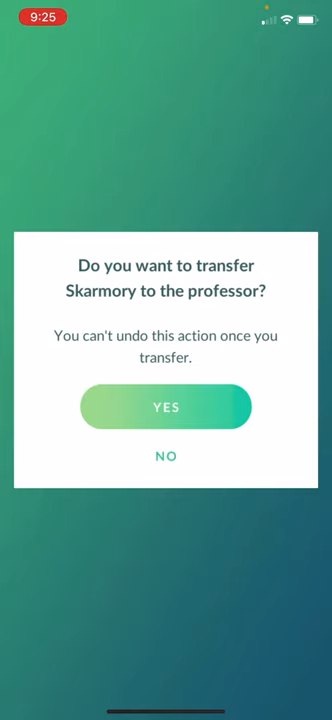 9:25
Do you want to transfer
Skarmory to the professor?
You can't undo this action once you
transfer.
YES
NO